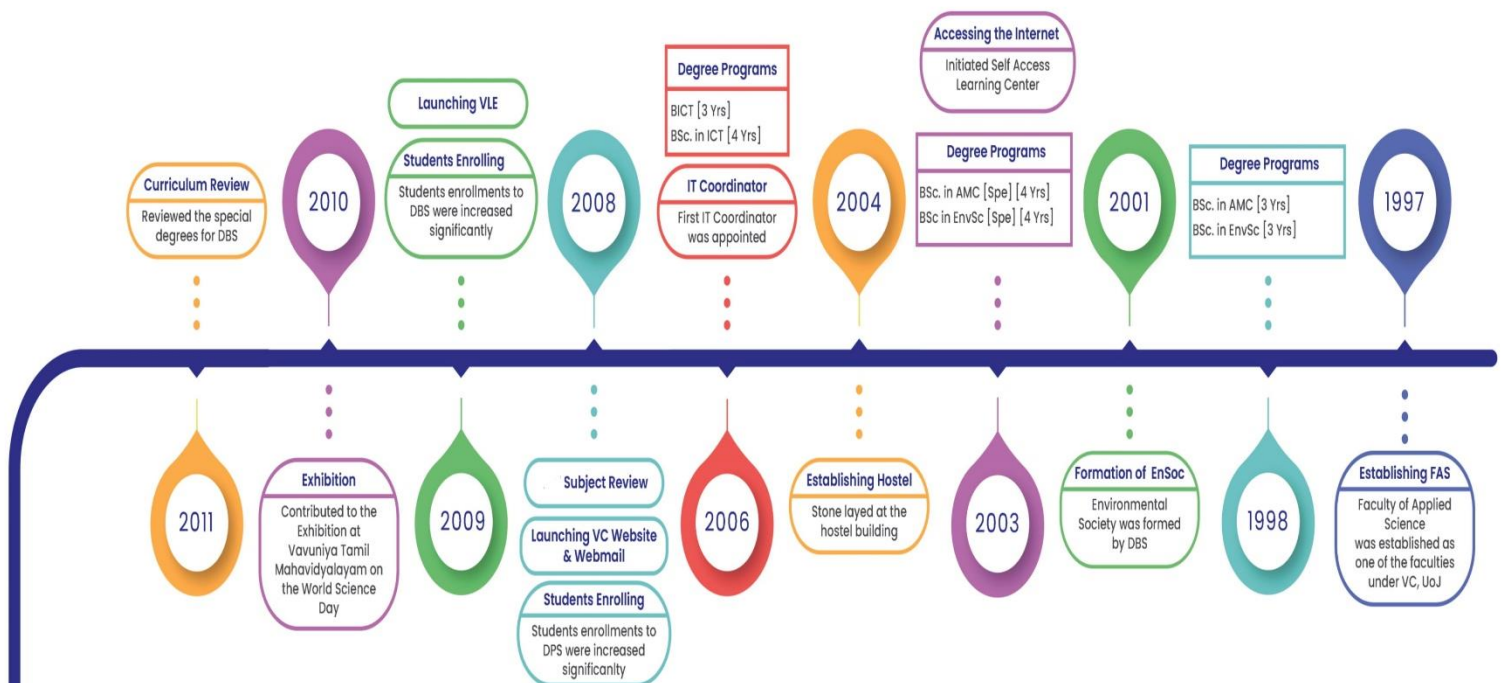 Accessing the Internet
Initiated Self Access
Learning Center
Degree Programs
BICT [3 Yrs]
BSc. in ICT [4 Yrs]
Launching VLE
Students Enrolling
Students enrollments to
DBS were increased
significantly
Curriculum Review
Reviewed the special
degrees for DBS
2010
2008
IT Coordinator
First IT Coordinator
was appointed
2004
Degree Programs
BSc. in AMC [Spe] [4 Yrs]
BSc in EnvSc [Spe] [4 Yrs]
2001
Degree Programs
BSc. in AMC [3 Yrs]
BSc. in EnvSc [3 Yrs]
1997
2011
Exhibition
Contributed to the
Exhibition at
Vavuniya Tamil
Mahavidyalayam on
the World Science
Day
2009
Subject Review
Launching VC Website
& Webmail
Students Enrolling
Students enrollments to
DPS were increased
significanlty
2006
Establishing Hostel
Stone layed at the
hostel building
2003
Formation of EnSoc
Environmental
Society was formed
by DBS
1998
Establishing FAS
Faculty of Applied
Science
was established as
one of the faculties
under VC, UoJ